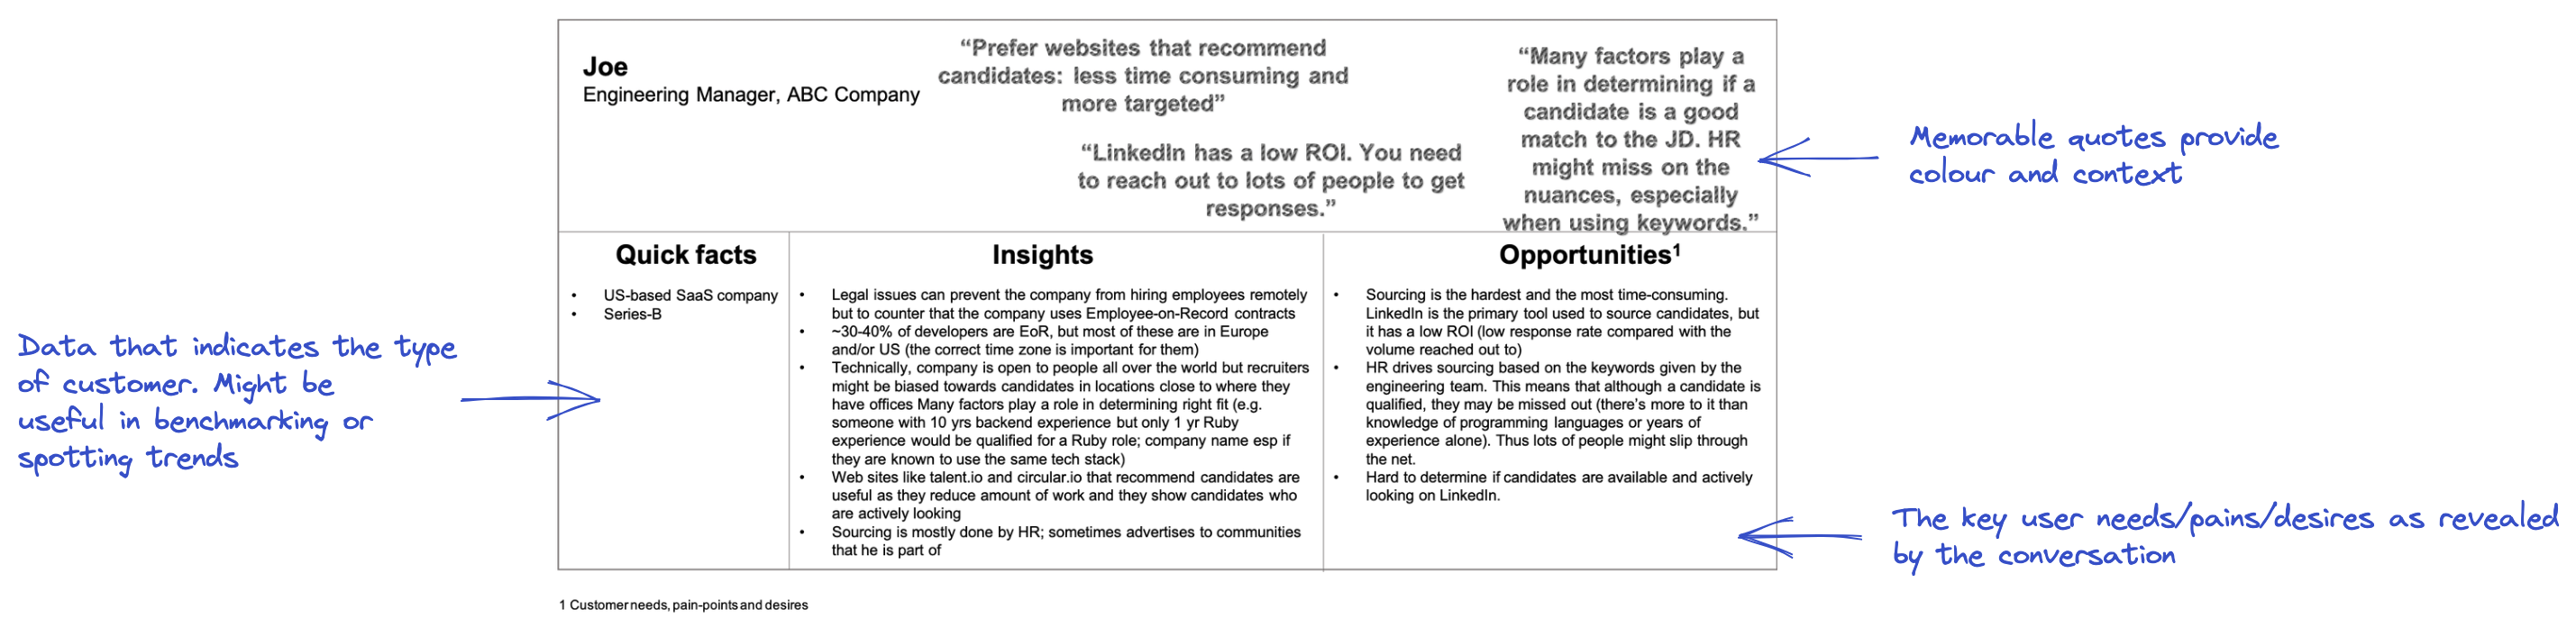 Joe
Engineering Manager, ABC Company
“Prefer websites that recommend
candidates: less time consuming and
more targeted”
“LinkedIn has a low ROI. You need
to reach out to lots of people to get
responses.”
“Many factors play a
role in determining if a
candidate is a good
match to the JD. HR
might miss on the
nuances, especially
when using keywords.”
Memorable quotes provide
colour and context
Quick facts
• US-based SaaS company
• Series-B
Data that indicates the type
of customer. Might be
useful in benchmarking or
spotting trends
Insights
• Legal issues can prevent the company from hiring employees remotely
but to counter that the company uses Employee-on-Record contracts
• ~30-40% of developers are EoR, but most of these are in Europe
and/or US (the correct time zone is important for them)
• Technically, company is open to people all over the world but recruiters
might be biased towards candidates in locations close to where they
have offices Many factors play a role in determining right fit (e.g.
someone with 10 yrs backend experience but only 1 yr Ruby
experience would be qualified for a Ruby role; company name esp if
they are known to use the same tech stack)
• Web sites like talent.io and circular.io that recommend candidates are
useful as they reduce amount of work and they show candidates who
are actively looking
• Sourcing is mostly done by HR; sometimes advertises to communities
that he is part of
Opportunities¹
• Sourcing is the hardest and the most time-consuming.
LinkedIn is the primary tool used to source candidates, but
it has a low ROI (low response rate compared with the
volume reached out to)
• HR drives sourcing based on the keywords given by the
engineering team. This means that although a candidate is
qualified, they may be missed out (there’s more to it than
knowledge of programming languages or years of
experience alone). Thus lots of people might slip through
the net.
• Hard to determine if candidates are available and actively
looking on LinkedIn.
The key user needs/pains/desires as revealed
by the conversation
1 Customer needs, pain-points and desires